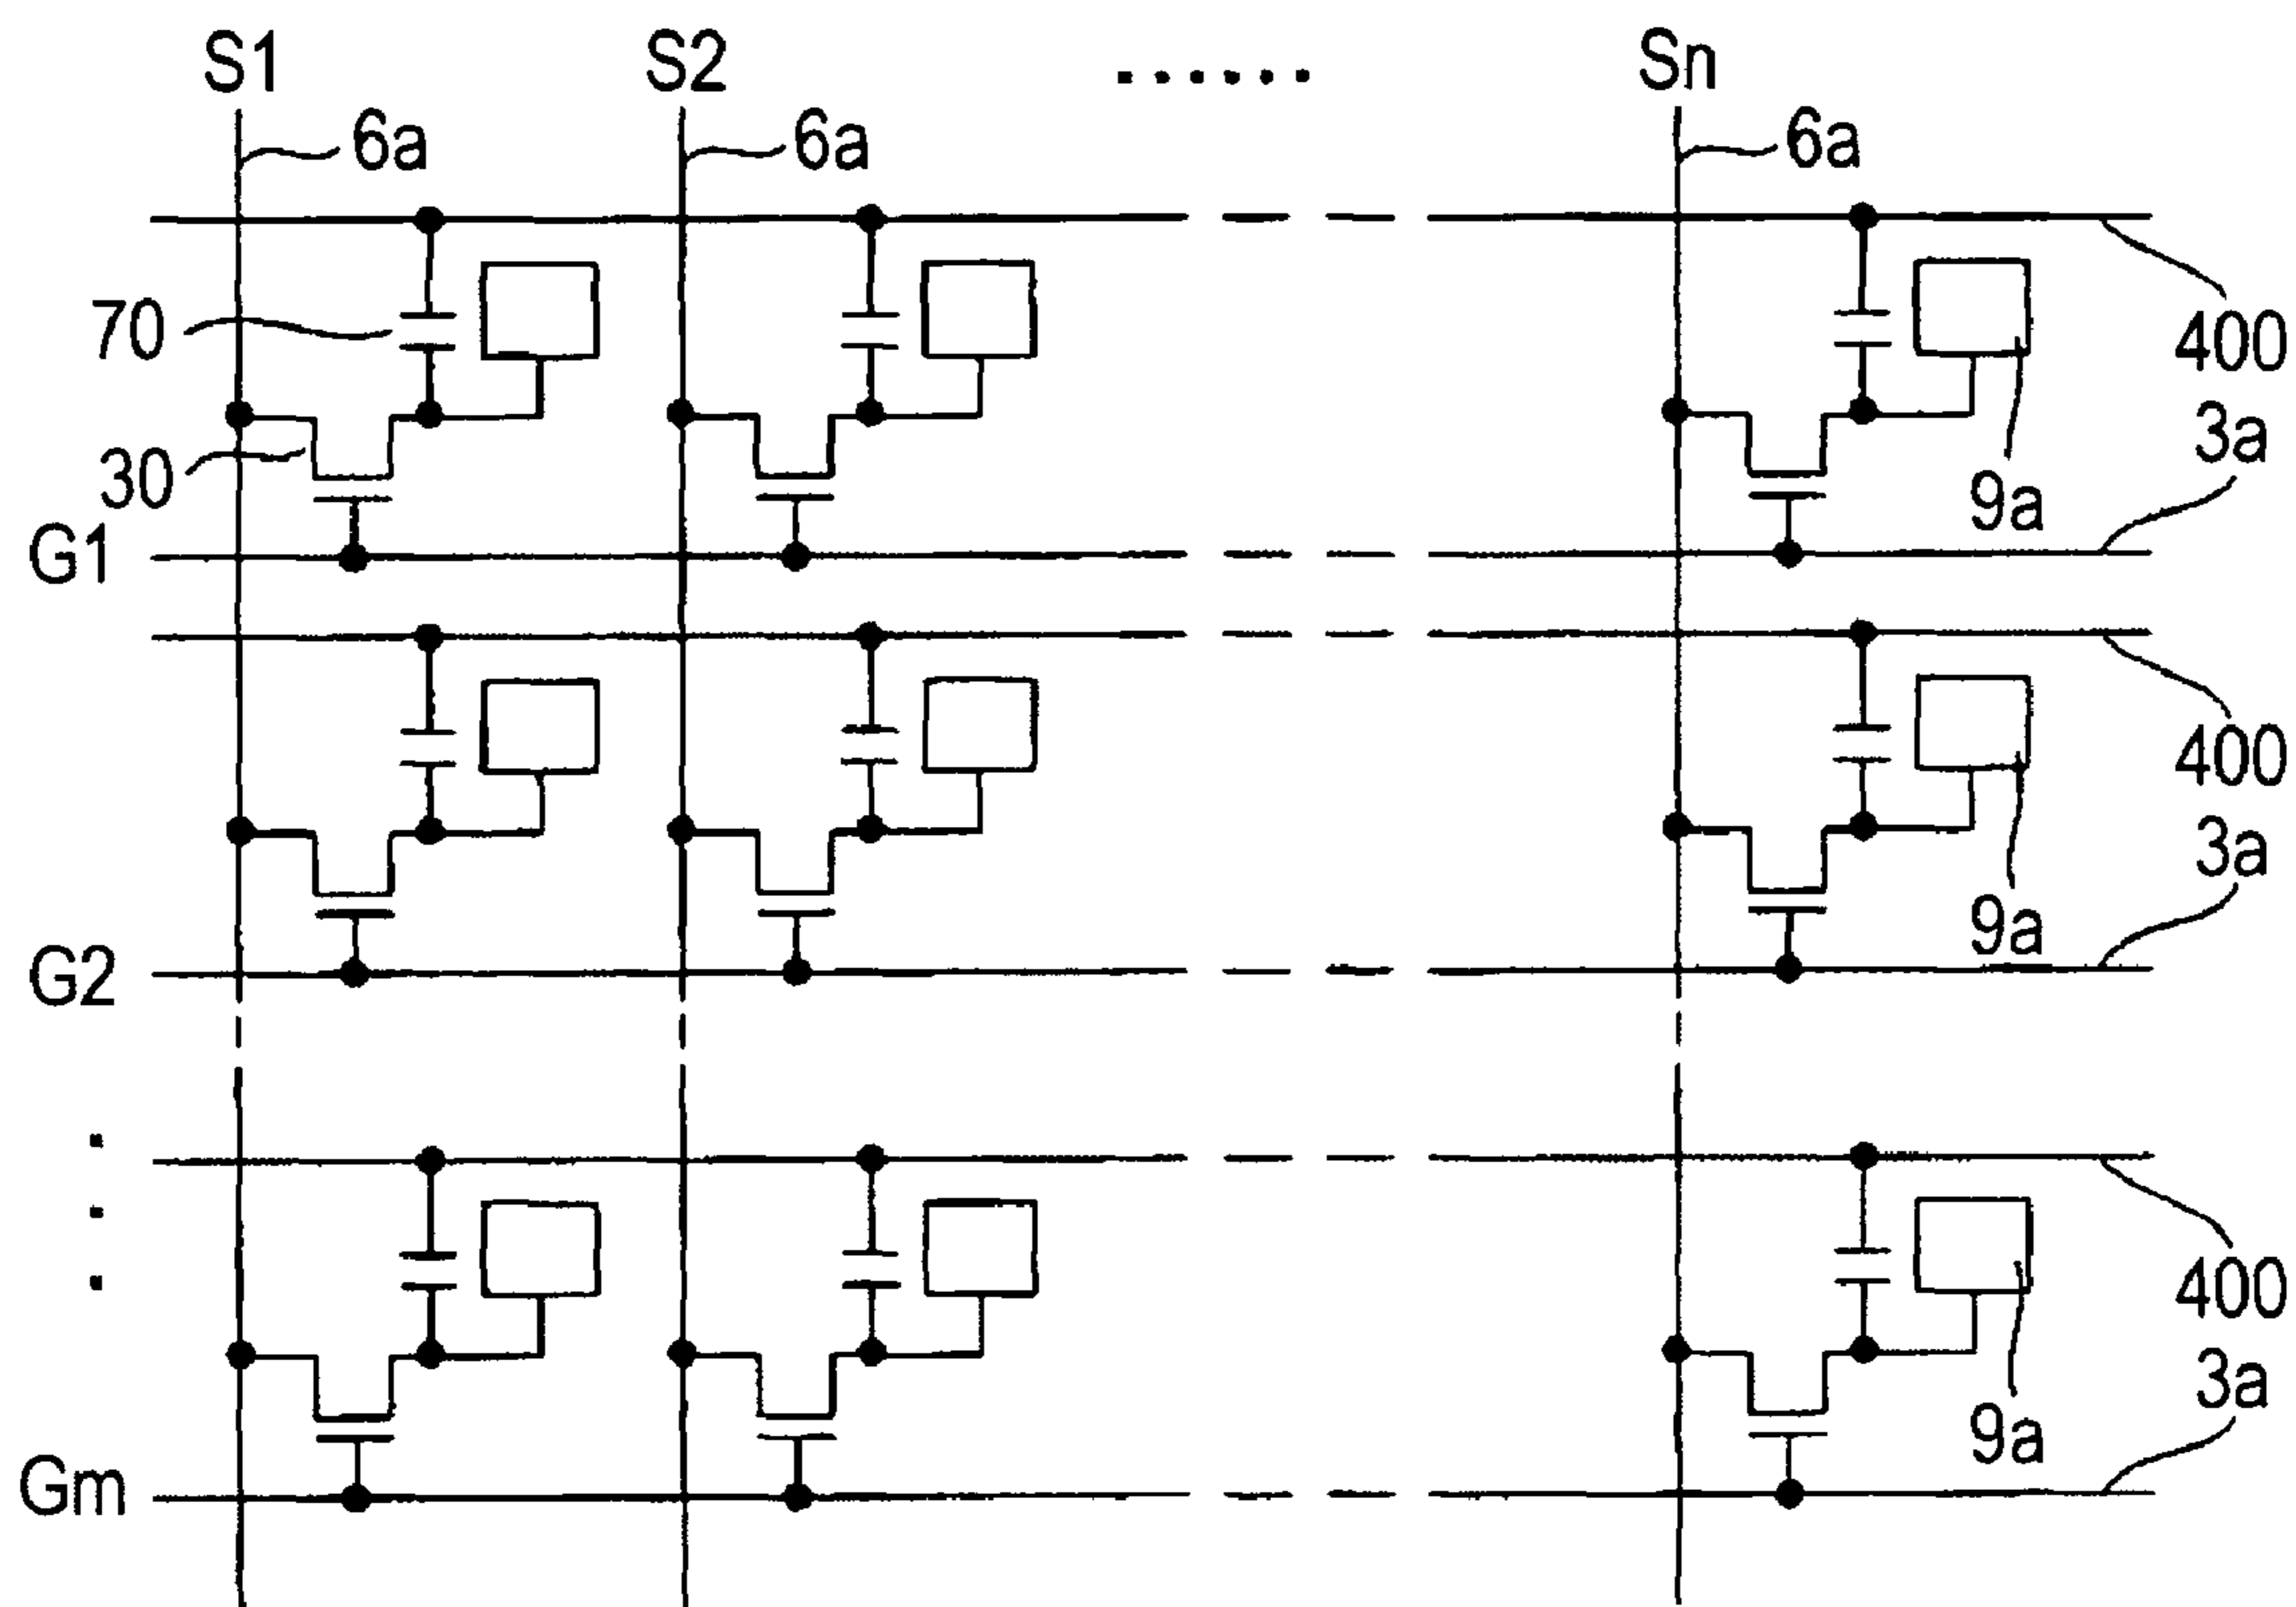 S1 S2 ...... Sn
6a 6a 6a
70 400
30 9a 3a
G1
400
9a 3a
G2
400
9a 3a
Gm